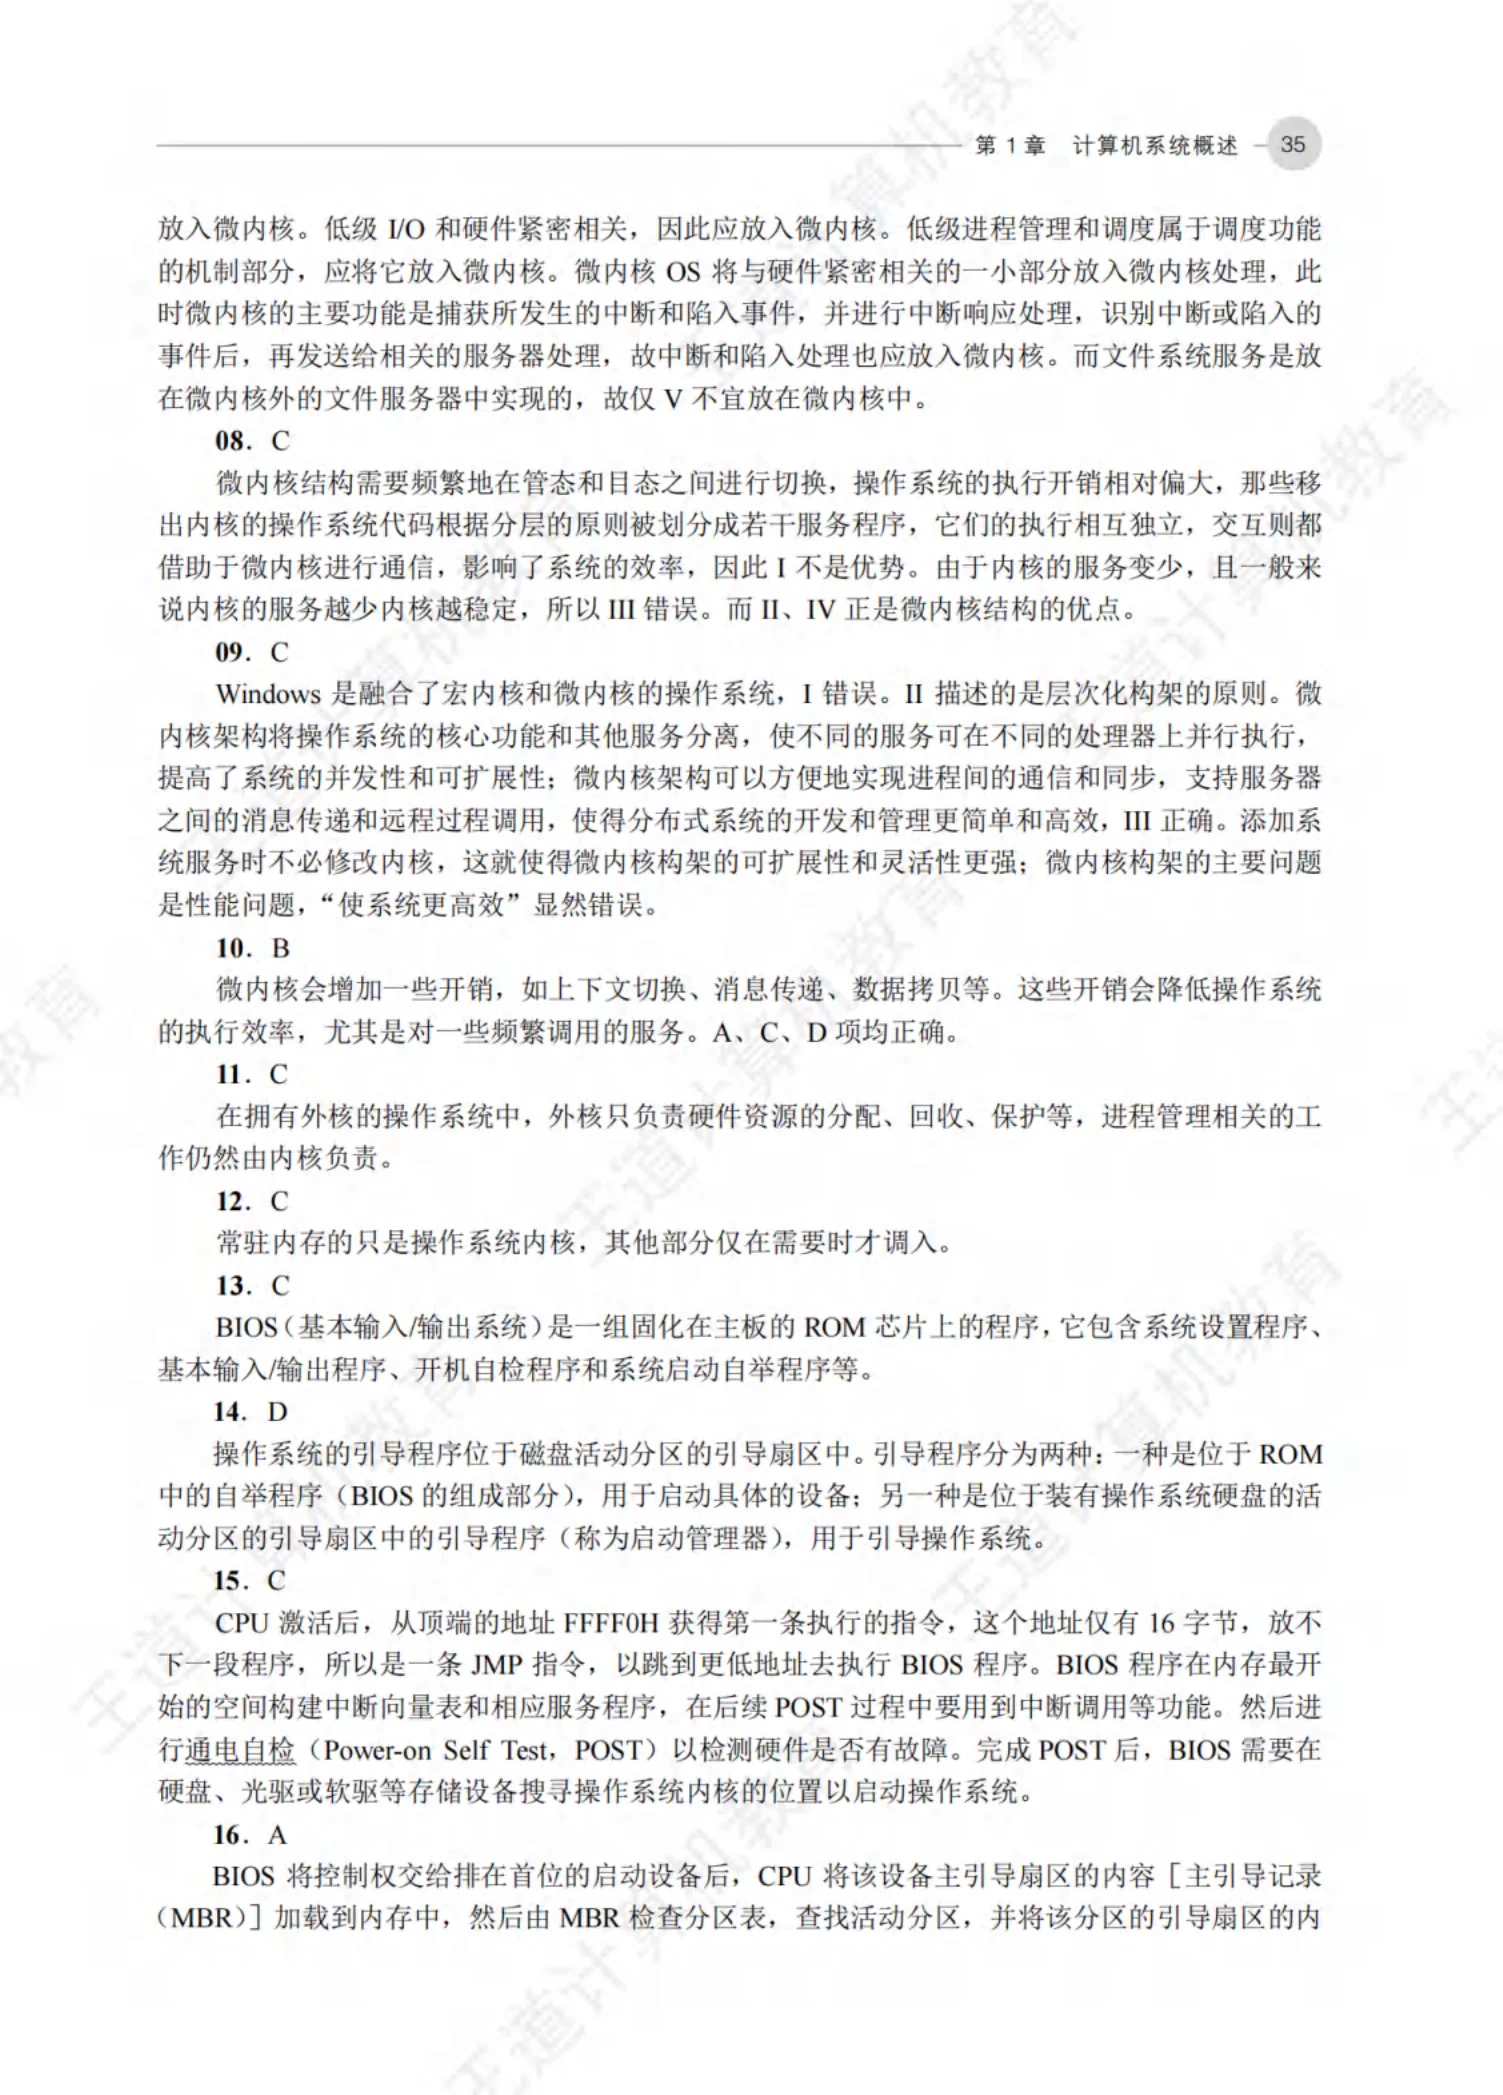 第 1 章 计算机系统概述 35
放入微内核。低级 I/O 和硬件紧密相关，因此应放入微内核。低级进程管理和调度属于调度功能
的机制部分，应将它放入微内核。微内核 OS 将与硬件紧密相关的一小部分放入微内核处理，此
时微内核的主要功能是捕获所发生的中断和陷入事件，并进行中断响应处理，识别中断或陷入的
事件后，再发送给相关的服务器处理，故中断和陷入处理也应放入微内核。而文件系统服务是放
在微内核外的文件服务器中实现的，故仅 V 不宜放在微内核中。
08. C
微内核结构需要频繁地在管态和目态之间进行切换，操作系统的执行开销相对偏大，那些移
出内核的操作系统代码根据分层的原则被划分成若干服务程序，它们的执行相互独立，交互则都
借助于微内核进行通信，影响了系统的效率，因此 I 不是优势。由于内核的服务变少，且一般来
说内核的服务越少内核越稳定，所以 III 错误。而 II、IV 正是微内核结构的优点。
09. C
Windows 是融合了宏内核和微内核的操作系统，I 错误。II 描述的是层次化构架的原则。微
内核架构将操作系统的核心功能和其他服务分离，使不同的服务可在不同的处理器上并行执行，
提高了系统的并发性和可扩展性；微内核架构可以方便地实现进程间的通信和同步，支持服务器
之间的消息传递和远程过程调用，使得分布式系统的开发和管理更简单和高效，III 正确。添加系
统服务时不必修改内核，这就使得微内核构架的可扩展性和灵活性更强；微内核构架的主要问题
是性能问题，“使系统更高效”显然错误。
10. B
微内核会增加一些开销，如上下文切换、消息传递、数据拷贝等。这些开销会降低操作系统
的执行效率，尤其是对一些频繁调用的服务。A、C、D 项均正确。
11. C
在拥有外核的操作系统中，外核只负责硬件资源的分配、回收、保护等，进程管理相关的工
作仍然由内核负责。
12. C
常驻内存的只是操作系统内核，其他部分仅在需要时才调入。
13. C
BIOS（基本输入/输出系统）是一组固化在主板的 ROM 芯片上的程序，它包含系统设置程序、
基本输入/输出程序、开机自检程序和系统启动自举程序等。
14. D
操作系统的引导程序位于磁盘活动分区的引导扇区中。引导程序分为两种：一种是位于 ROM
中的自举程序（BIOS 的组成部分），用于启动具体的设备；另一种是位于装有操作系统硬盘的活
动分区的引导扇区中的引导程序（称为启动管理器），用于引导操作系统。
15. C
CPU 激活后，从顶端的地址 FFFF0H 获得第一条执行的指令，这个地址仅有 16 字节，放不
下一段程序，所以是一条 JMP 指令，以跳到更低地址去执行 BIOS 程序。BIOS 程序在内存最开
始的空间构建中断向量表和相应服务程序，在后续 POST 过程中要用到中断调用等功能。然后进
行通电自检（Power-on Self Test，POST）以检测硬件是否有故障。完成 POST 后，BIOS 需要在
硬盘、光驱或软驱等存储设备搜寻操作系统内核的位置以启动操作系统。
16. A
BIOS 将控制权交给排在首位的启动设备后，CPU 将该设备主引导扇区的内容［主引导记录
（MBR）］加载到内存中，然后由 MBR 检查分区表，查找活动分区，并将该分区的引导扇区的内
王道计算机教育